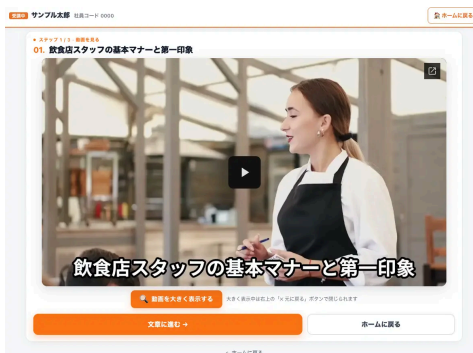 受講中 サンプル太郎 社員コード 0000
ホームに戻る
ステップ 1 / 3 · 動画を見る
01. 飲食店スタッフの基本マナーと第一印象
飲食店スタッフの基本マナーと第一印象
動画を大きく表示する 大きく表示中は右上の「× 元に戻る」ボタンで閉じられます
文章に進む →
ホームに戻る
← ホームに戻る